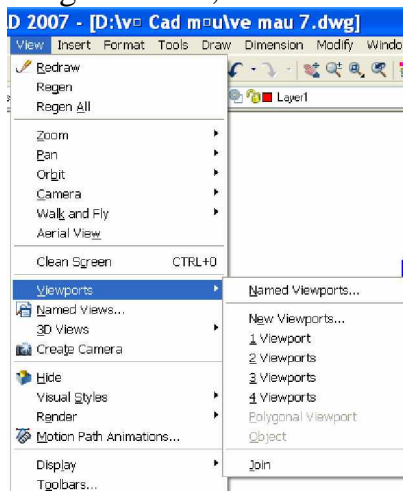 D 2007 - [D:\v▫ Cad m▫u\ve mau 7.dwg]
View Insert Format Tools Draw Dimension Modify Windo
Redraw
Regen
Regen All
Layer1
Zoom
Pan
Orbit
Camera
Walk and Fly
Aerial View
Clean Screen CTRL+0
Viewports
Named Views...
3D Views
Create Camera
Hide
Visual Styles
Render
Motion Path Animations...
Display
Toolbars...
Named Viewports...
New Viewports...
1 Viewport
2 Viewports
3 Viewports
4 Viewports
Polygonal Viewport
Object
Join